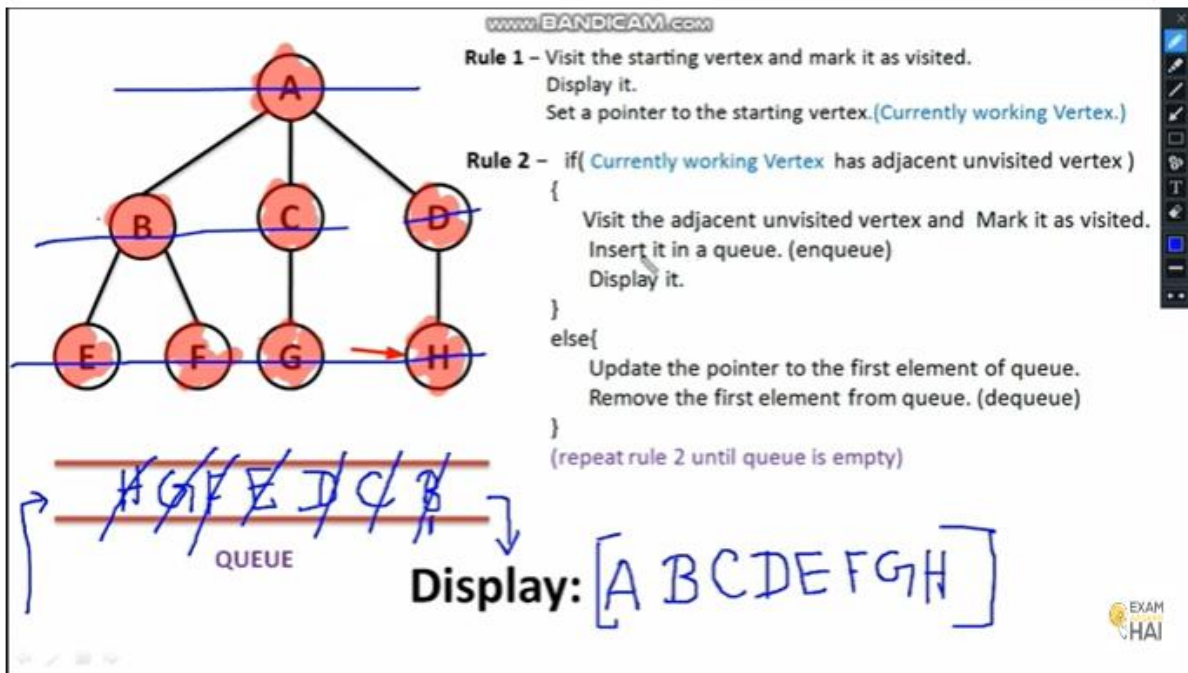 www.BANDICAM.com
Rule 1 – Visit the starting vertex and mark it as visited.
Display it.
Set a pointer to the starting vertex.(Currently working Vertex.)
Rule 2 – if( Currently working Vertex has adjacent unvisited vertex )
{
Visit the adjacent unvisited vertex and Mark it as visited.
Insert it in a queue. (enqueue)
Display it.
}
else{
Update the pointer to the first element of queue.
Remove the first element from queue. (dequeue)
}
(repeat rule 2 until queue is empty)
A
B C D
E F G H
H G F E D C B
QUEUE
Display: [A B C D E F G H]
EXAM
HAI
T